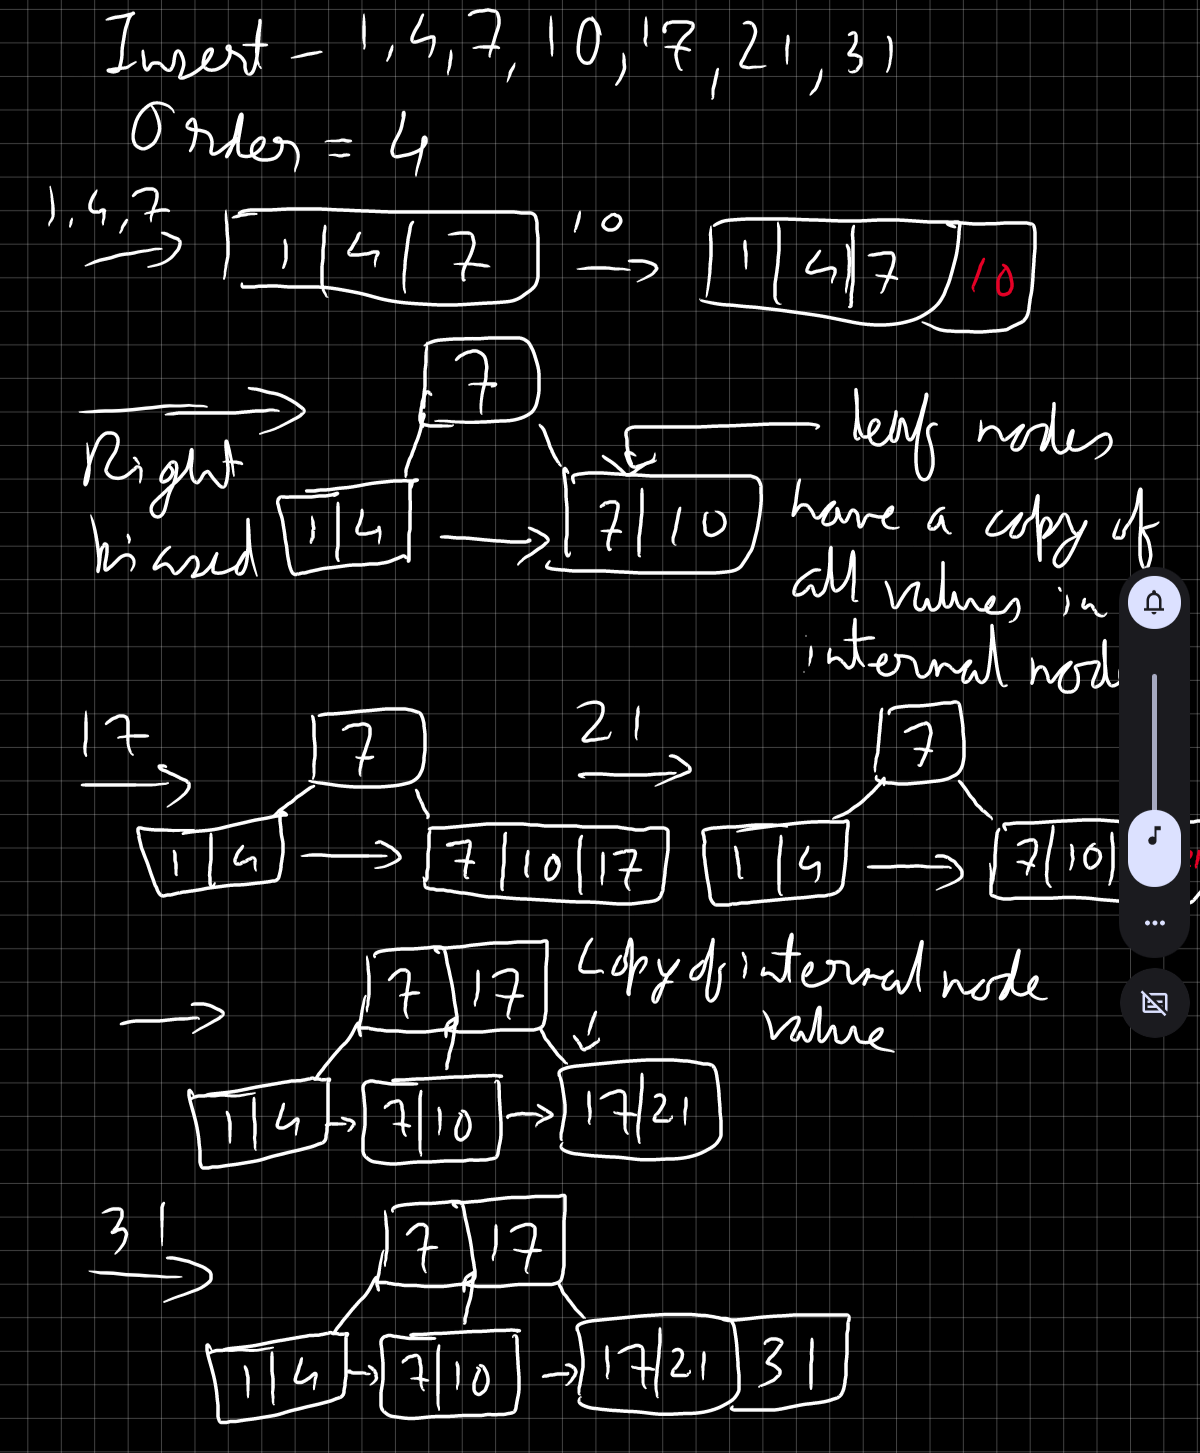 Insert - 1,4,7,10,17,21,31
Order = 4
1,4,7
1 | 4 | 7
10
1 | 4 | 7 | 10
Right
biased
7
1 | 4
7 | 10
leaf nodes
have a copy of
all values in
internal nod
17
7
1 | 4
7 | 10 | 17
21
7
1 | 4
7 | 10 |
7 | 17
Copy of internal node
value
1 | 4
7 | 10
17 | 21
31
7 | 17
1 | 4
7 | 10
17 | 21 | 31